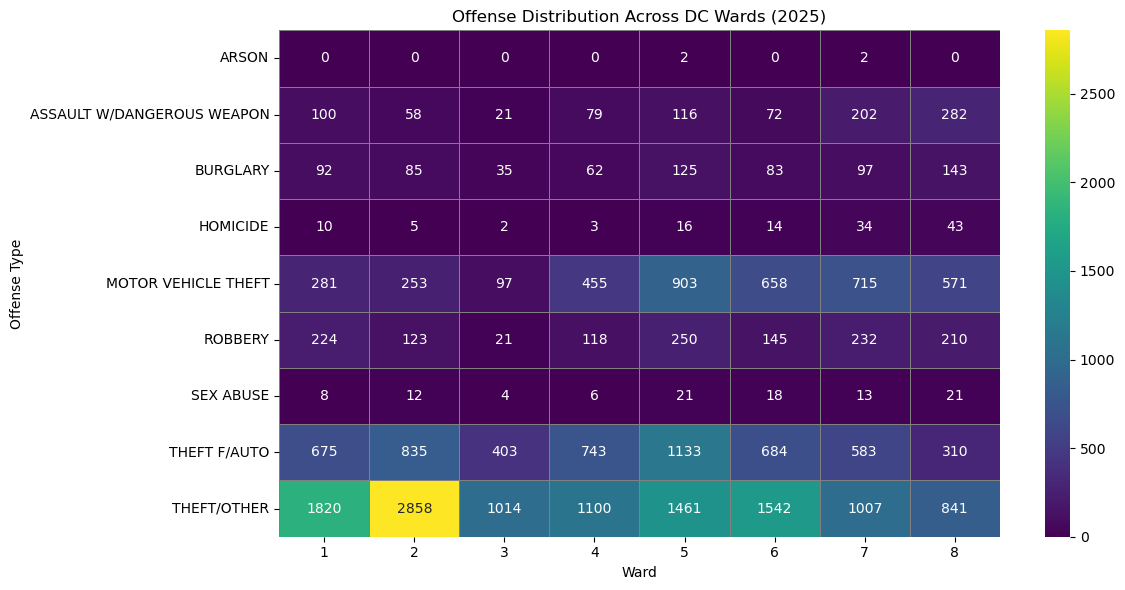 Offense Distribution Across DC Wards (2025)
Offense Type
ARSON 0 0 0 0 2 0 2 0
ASSAULT W/DANGEROUS WEAPON 100 58 21 79 116 72 202 282
BURGLARY 92 85 35 62 125 83 97 143
HOMICIDE 10 5 2 3 16 14 34 43
MOTOR VEHICLE THEFT 281 253 97 455 903 658 715 571
ROBBERY 224 123 21 118 250 145 232 210
SEX ABUSE 8 12 4 6 21 18 13 21
THEFT F/AUTO 675 835 403 743 1133 684 583 310
THEFT/OTHER 1820 2858 1014 1100 1461 1542 1007 841
1 2 3 4 5 6 7 8
Ward
2500
2000
1500
1000
500
0